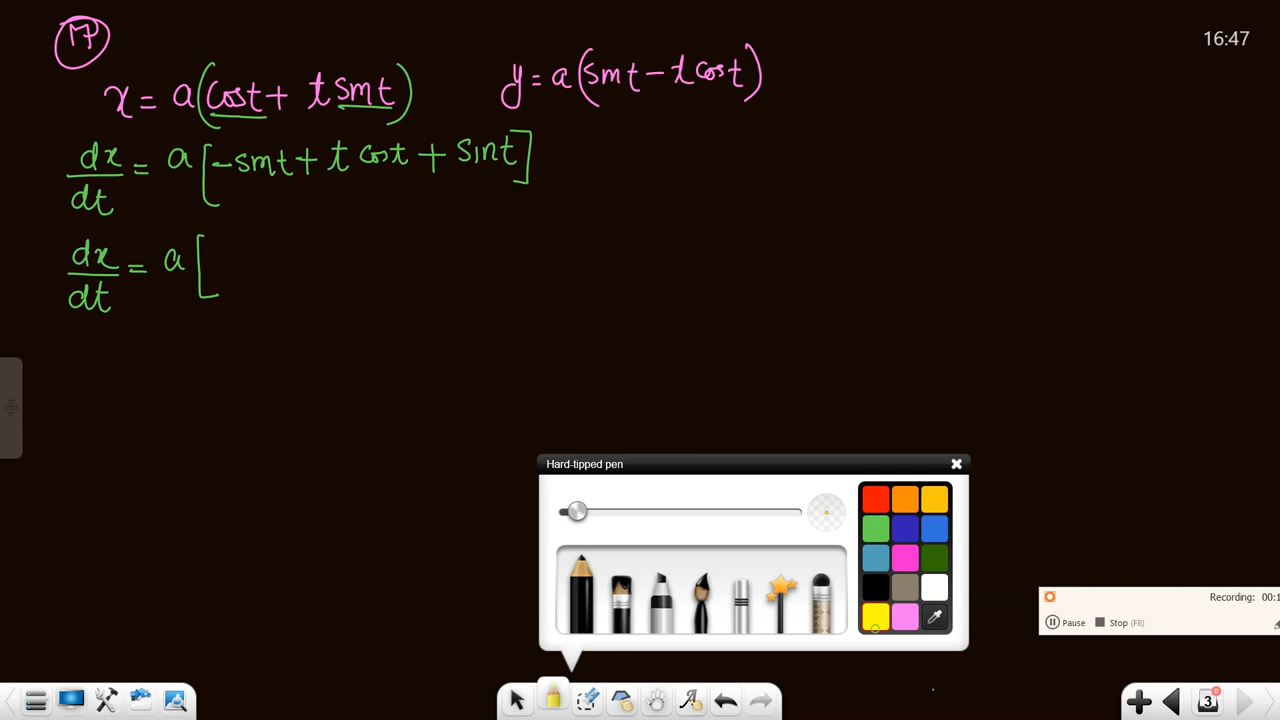 16:47
17
x = a(cost + t sint) y = a(sint - t cost)
dx/dt = a[-sint + t cost + sint]
dx/dt = a[
Hard-tipped pen
Recording: 00:1
Pause Stop (F8)
3
0